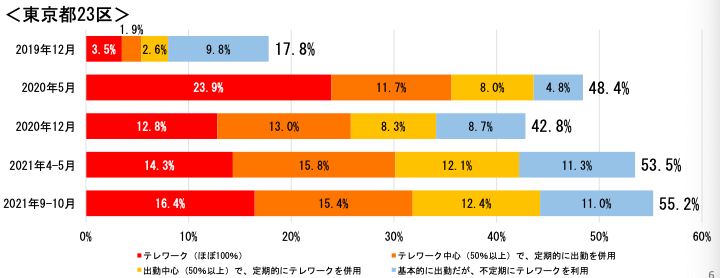 ＜東京都23区＞
1.9%
2019年12月 3.5% 2.6% 9.8% 17.8%
2020年5月 23.9% 11.7% 8.0% 4.8% 48.4%
2020年12月 12.8% 13.0% 8.3% 8.7% 42.8%
2021年4-5月 14.3% 15.8% 12.1% 11.3% 53.5%
2021年9-10月 16.4% 15.4% 12.4% 11.0% 55.2%
0% 10% 20% 30% 40% 50% 60%
テレワーク（ほぼ100%） テレワーク中心（50%以上）で、定期的に出勤を併用
出勤中心（50%以上）で、定期的にテレワークを併用 基本的に出勤だが、不定期にテレワークを利用
6